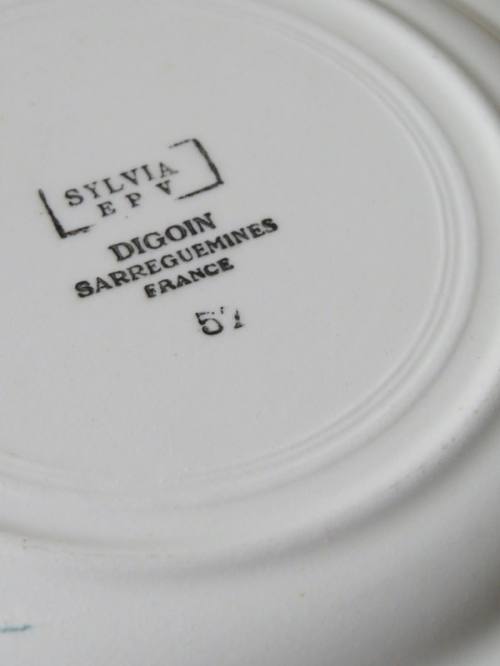 SYLVIA
E P V
DIGOIN
SARREGUEMINES
FRANCE
57